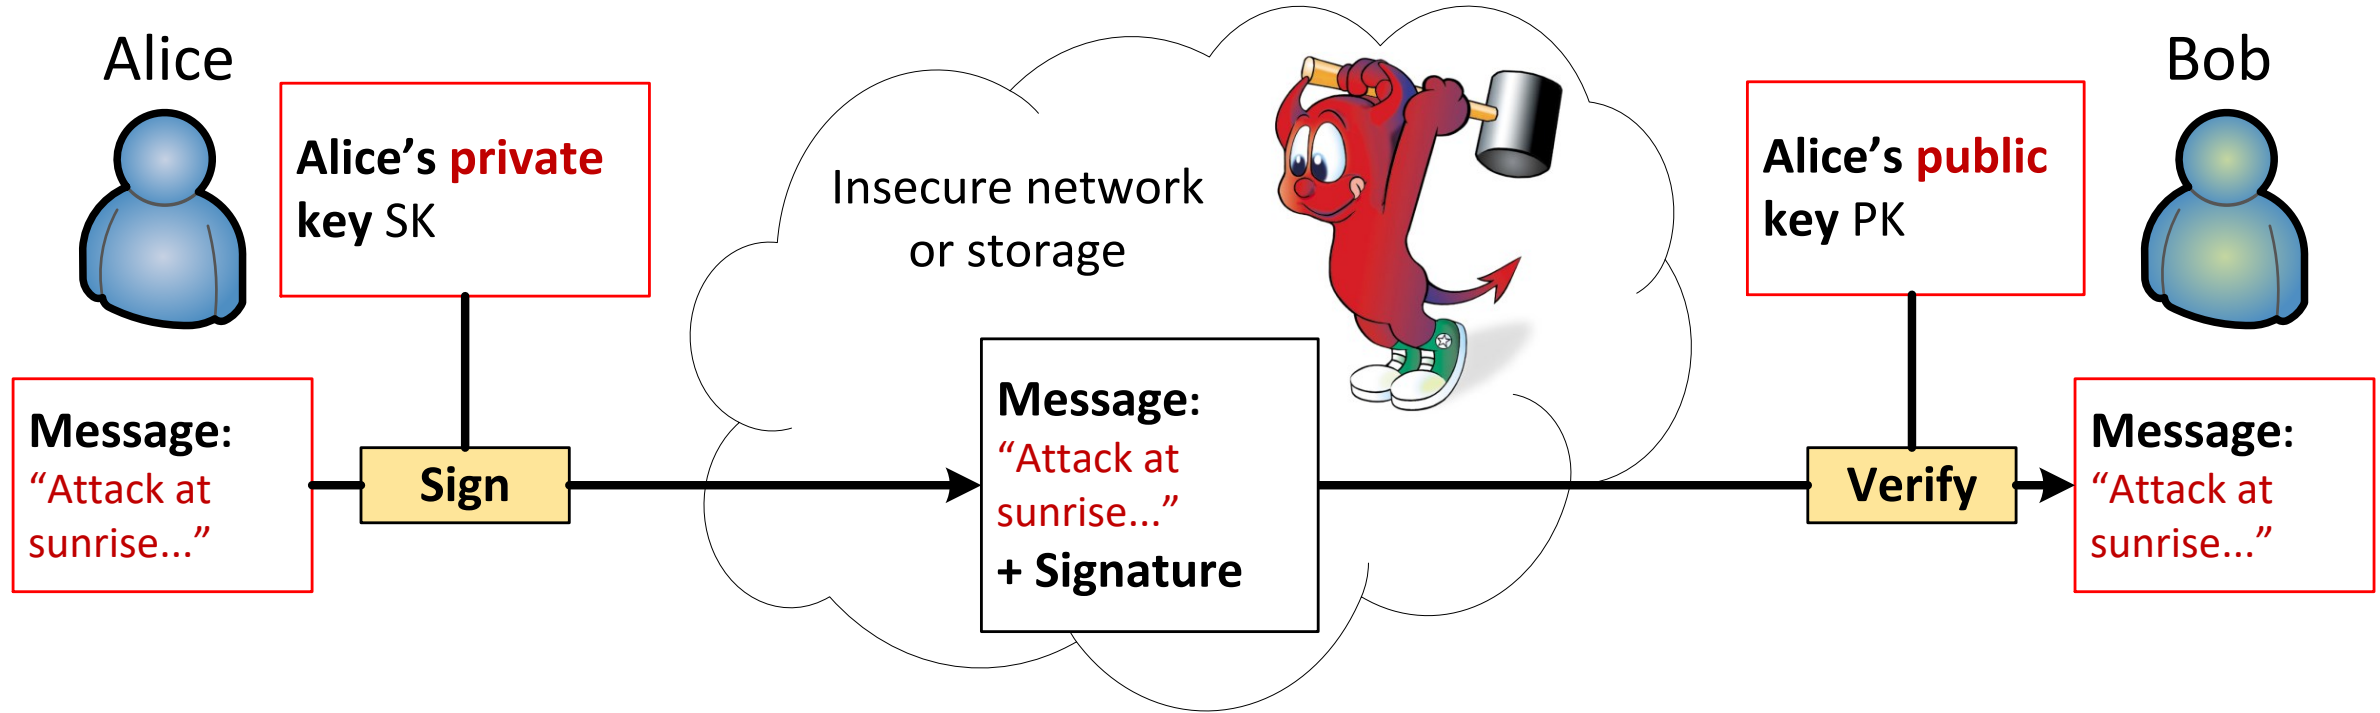 Alice
Alice’s private
key SK
Message:
“Attack at
sunrise...”
Sign
Insecure network
or storage
Message:
“Attack at
sunrise...”
+ Signature
Alice’s public
key PK
Verify
Bob
Message:
“Attack at
sunrise...”